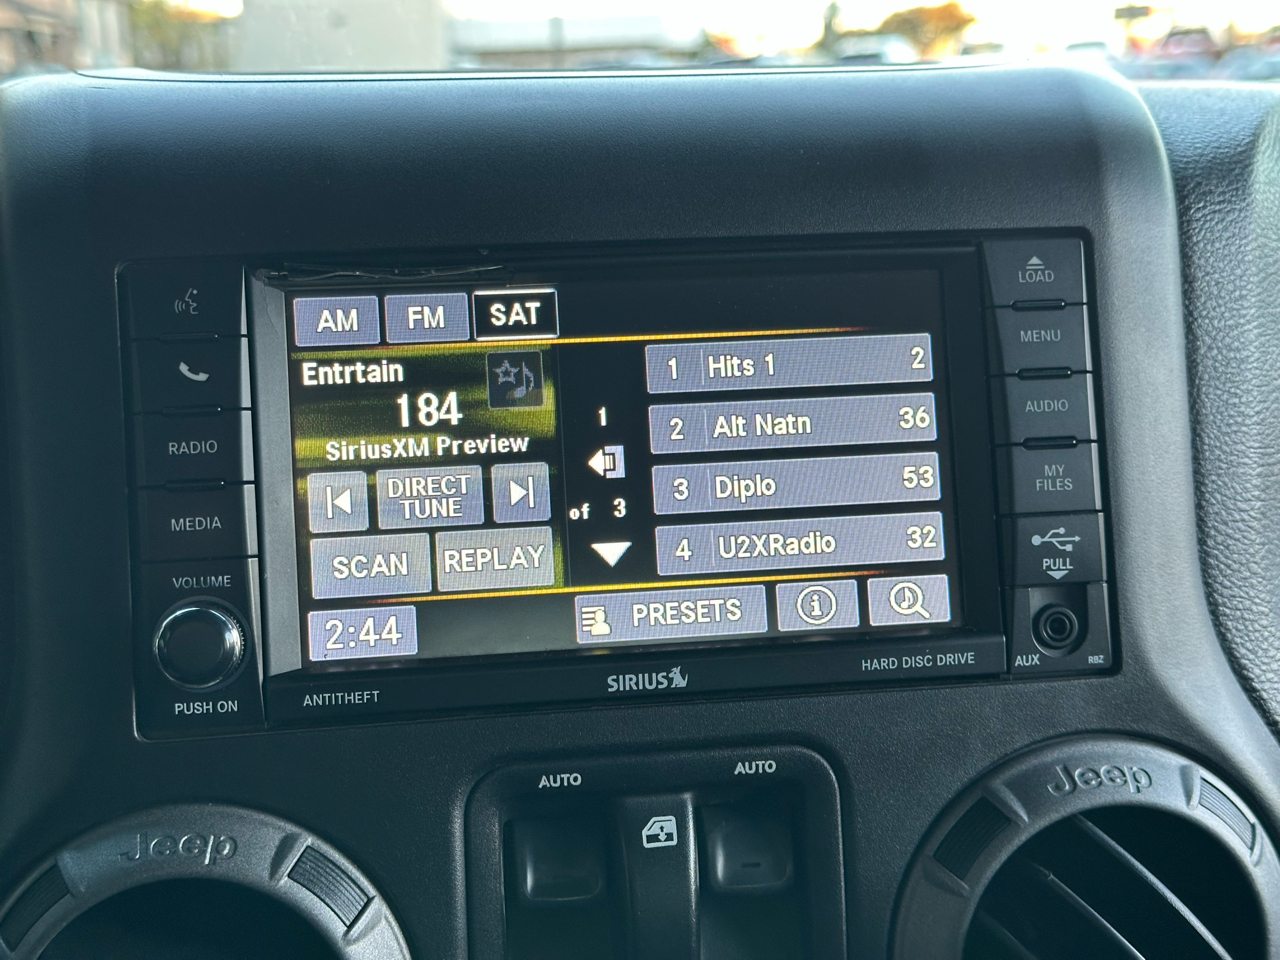 AM FM SAT
Entrtain
184
SiriusXM Preview
DIRECT
TUNE
SCAN REPLAY
2:44
1
of 3
1 Hits 1 2
2 Alt Natn 36
3 Diplo 53
4 U2XRadio 32
PRESETS
RADIO
MEDIA
VOLUME
PUSH ON
LOAD
MENU
AUDIO
MY
FILES
PULL
AUX RBZ
ANTITHEFT
SIRIUS
HARD DISC DRIVE
AUTO AUTO
Jeep
Jeep